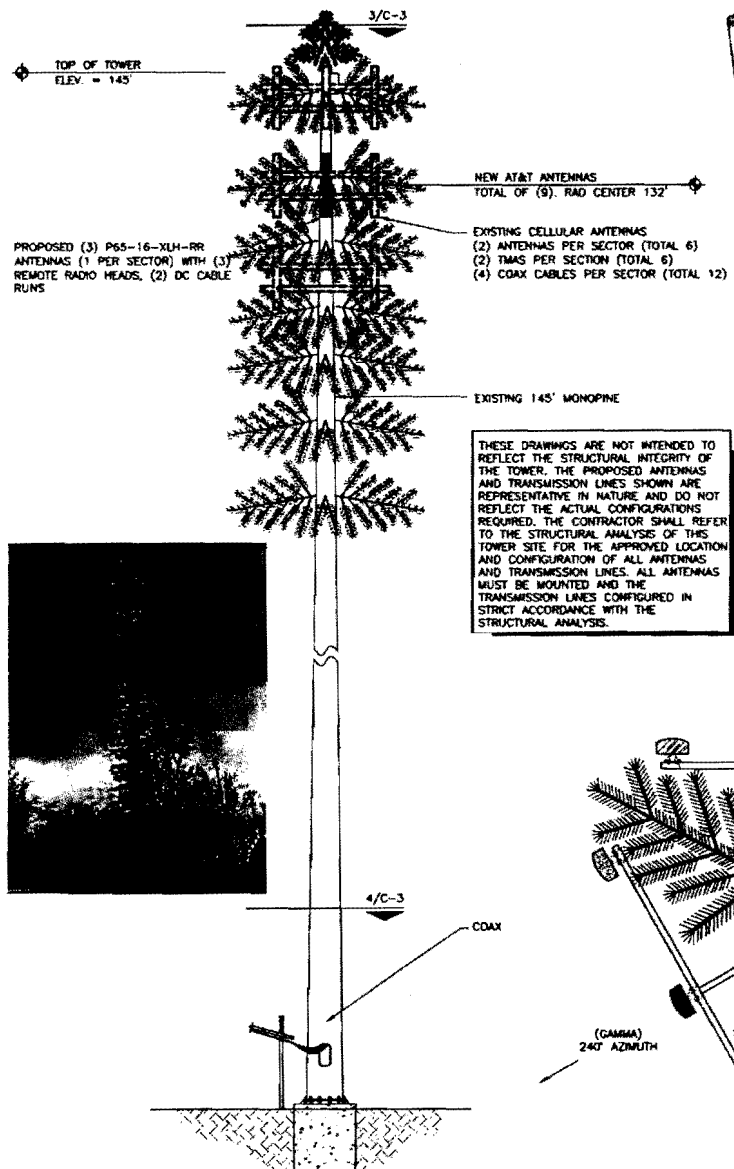 3/C-3
TOP OF TOWER
ELEV. = 145'
NEW AT&T ANTENNAS
TOTAL OF (9). RAD CENTER 132'
EXISTING CELLULAR ANTENNAS
(2) ANTENNAS PER SECTOR (TOTAL 6)
(2) TMAS PER SECTION (TOTAL 6)
(4) COAX CABLES PER SECTOR (TOTAL 12)
PROPOSED (3) P65-16-XLH-RR
ANTENNAS (1 PER SECTOR) WITH (3)
REMOTE RADIO HEADS, (2) DC CABLE
RUNS
EXISTING 145' MONOPINE
THESE DRAWINGS ARE NOT INTENDED TO
REFLECT THE STRUCTURAL INTEGRITY OF
THE TOWER. THE PROPOSED ANTENNAS
AND TRANSMISSION LINES SHOWN ARE
REPRESENTATIVE IN NATURE AND DO NOT
REFLECT THE ACTUAL CONFIGURATIONS
REQUIRED. THE CONTRACTOR SHALL REFER
TO THE STRUCTURAL ANALYSIS OF THIS
TOWER SITE FOR THE APPROVED LOCATION
AND CONFIGURATION OF ALL ANTENNAS
AND TRANSMISSION LINES. ALL ANTENNAS
MUST BE MOUNTED AND THE
TRANSMISSION LINES CONFIGURED IN
STRICT ACCORDANCE WITH THE
STRUCTURAL ANALYSIS.
4/C-3
COAX
(GAMMA)
240° AZIMUTH